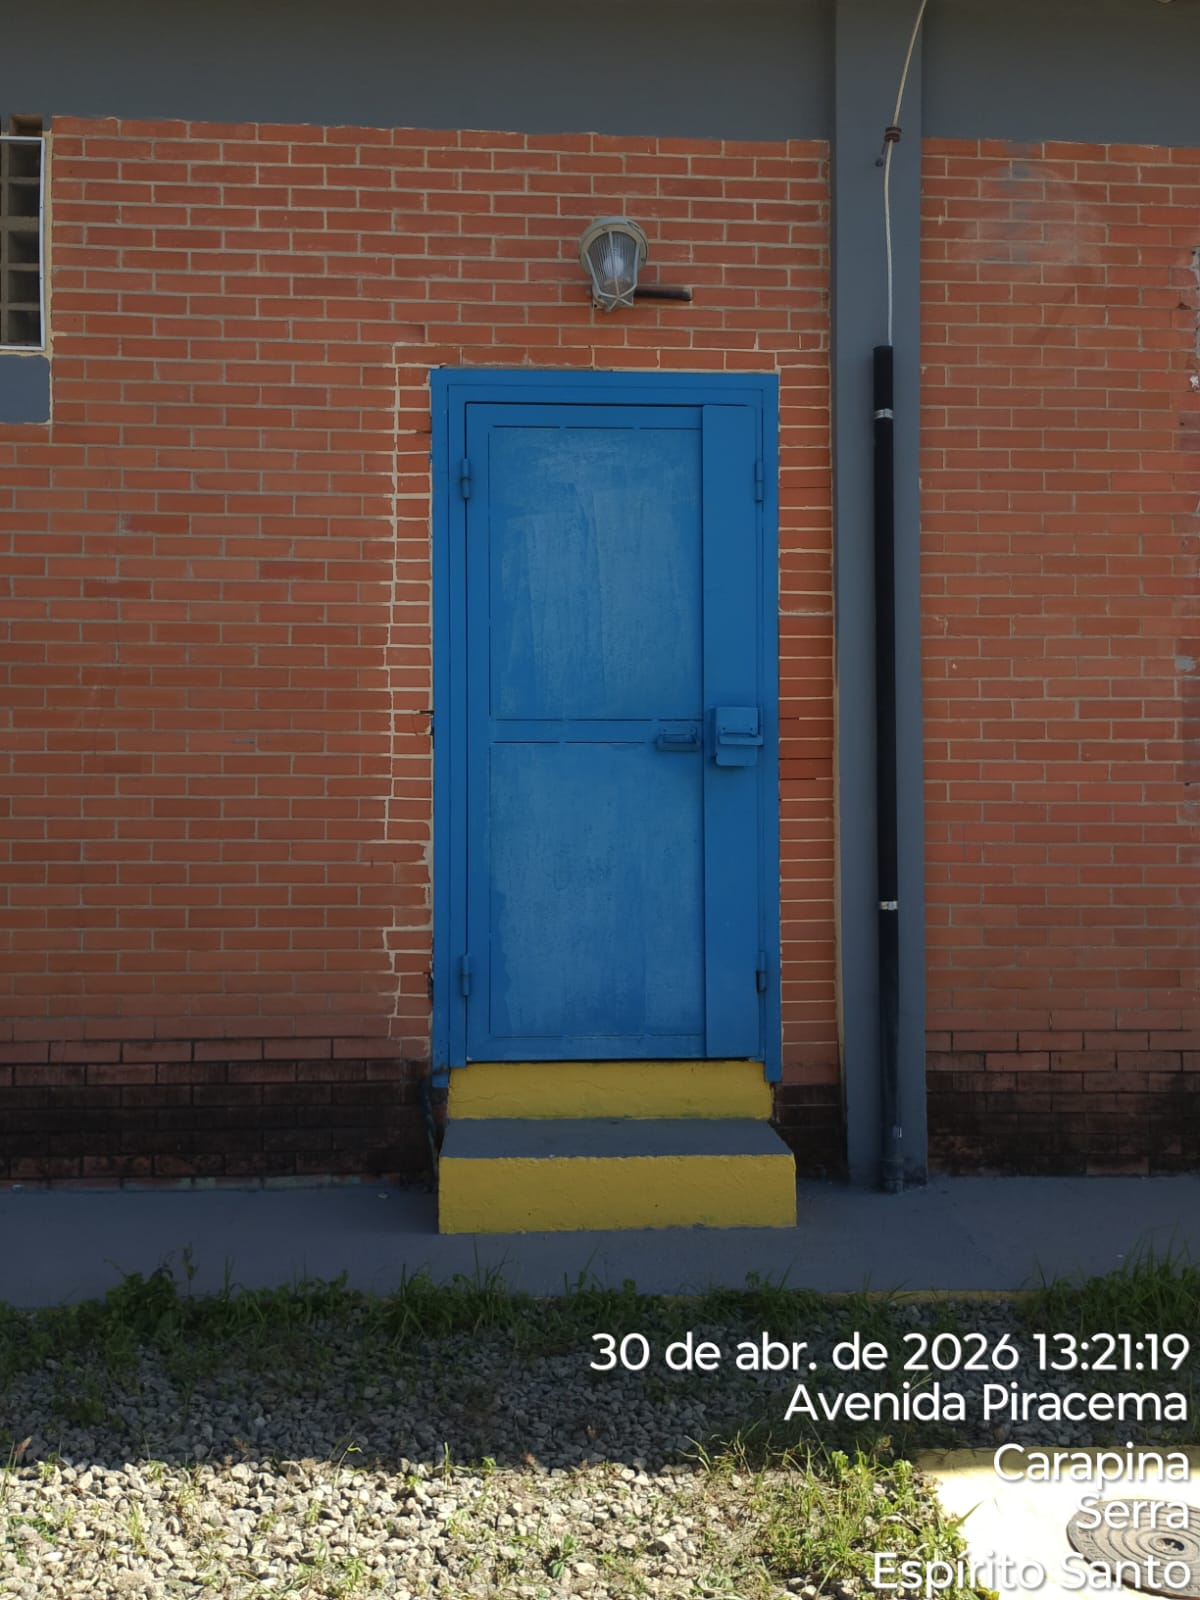 30 de abr. de 2026 13:21:19
Avenida Piracema
Carapina
Serra
Espírito Santo